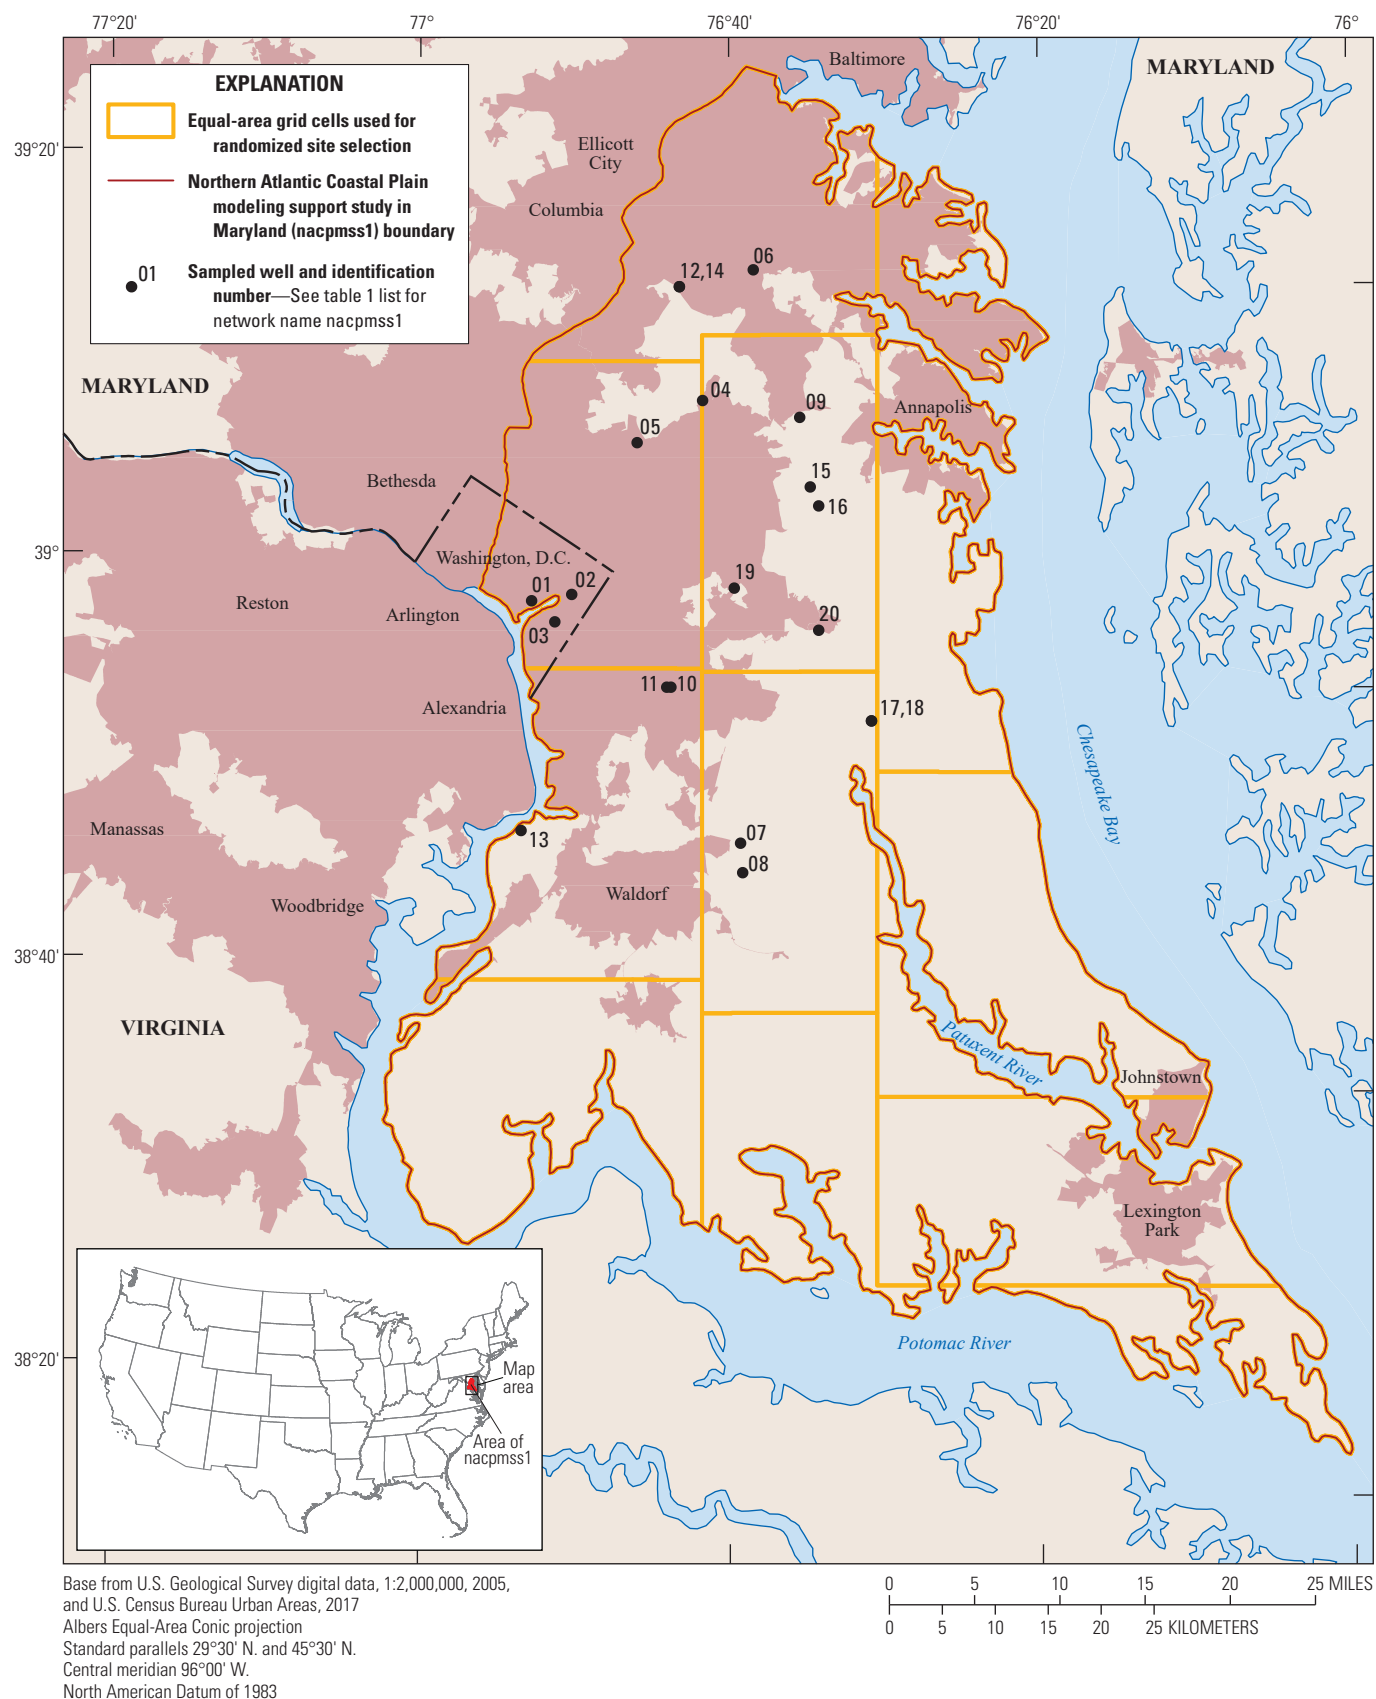 77°20'
77°
76°40'
76°20'
76°
39°20'
39°
38°40'
38°20'
EXPLANATION
Equal-area grid cells used for
randomized site selection
Northern Atlantic Coastal Plain
modeling support study in
Maryland (nacpmss1) boundary
01
Sampled well and identification
number—See table 1 list for
network name nacpmss1
Baltimore
MARYLAND
Ellicott
City
Columbia
06
12,14
MARYLAND
04
09
Annapolis
05
Bethesda
15
16
Washington, D.C.
19
01
02
Reston
Arlington
03
20
11
10
Alexandria
17,18
Chesapeake Bay
Manassas
13
07
08
Waldorf
Woodbridge
VIRGINIA
Patuxent River
Johnstown
Lexington
Park
Potomac River
Map
area
Area of
nacpmss1
Base from U.S. Geological Survey digital data, 1:2,000,000, 2005,
and U.S. Census Bureau Urban Areas, 2017
Albers Equal-Area Conic projection
Standard parallels 29°30' N. and 45°30' N.
Central meridian 96°00' W.
North American Datum of 1983
0 5 10 15 20 25 MILES
0 5 10 15 20 25 KILOMETERS